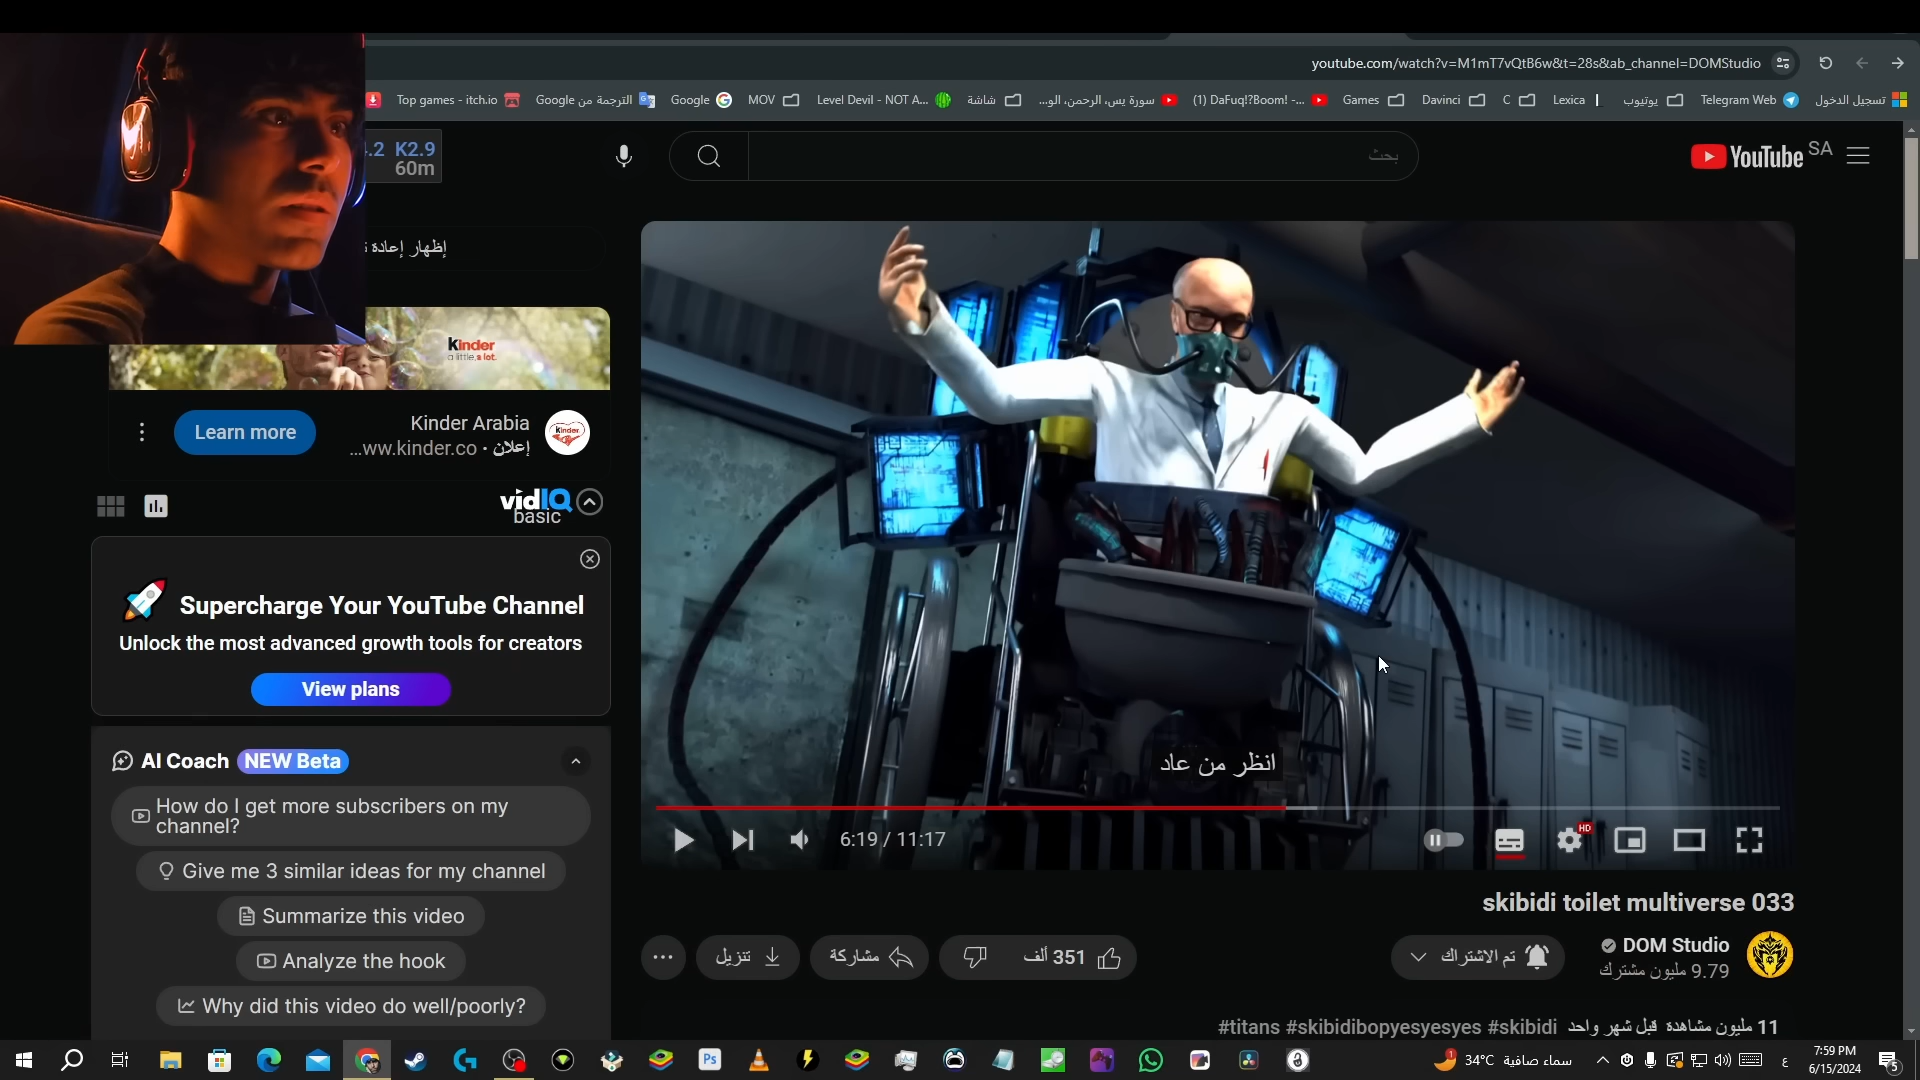 youtube.com/watch?v=M1mT7vQtB6w&t=28s&ab_channel=DOMStudio
Top games - itch.io
الترجمة من Google
Google
MOV
Level Devil - NOT A...
شاشة
سورة يس, الرحمن, الو...
(1) DaFuq!?Boom! -...
Games
Davinci
C
Lexica
يوتيوب
Telegram Web
تسجيل الدخول
.2 K2.9
60m
بحث
YouTube SA
إظهار إعادة
Kinder
a little, a lot.
Learn more
Kinder Arabia
إعلان • ww.kinder.co...
vidIQ
basic
Supercharge Your YouTube Channel
Unlock the most advanced growth tools for creators
View plans
AI Coach NEW Beta
How do I get more subscribers on my
channel?
Give me 3 similar ideas for my channel
Summarize this video
Analyze the hook
Why did this video do well/poorly?
انظر من عاد
6:19 / 11:17
HD
skibidi toilet multiverse 033
DOM Studio
9.79 مليون مشترك
تم الاشتراك
351 ألف
مشاركة
تنزيل
11 مليون مشاهدة قبل شهر واحد #titans #skibidibopyesyesyes #skibidi
Ps
34°C سماء صافية
ع
7:59 PM
6/15/2024
5